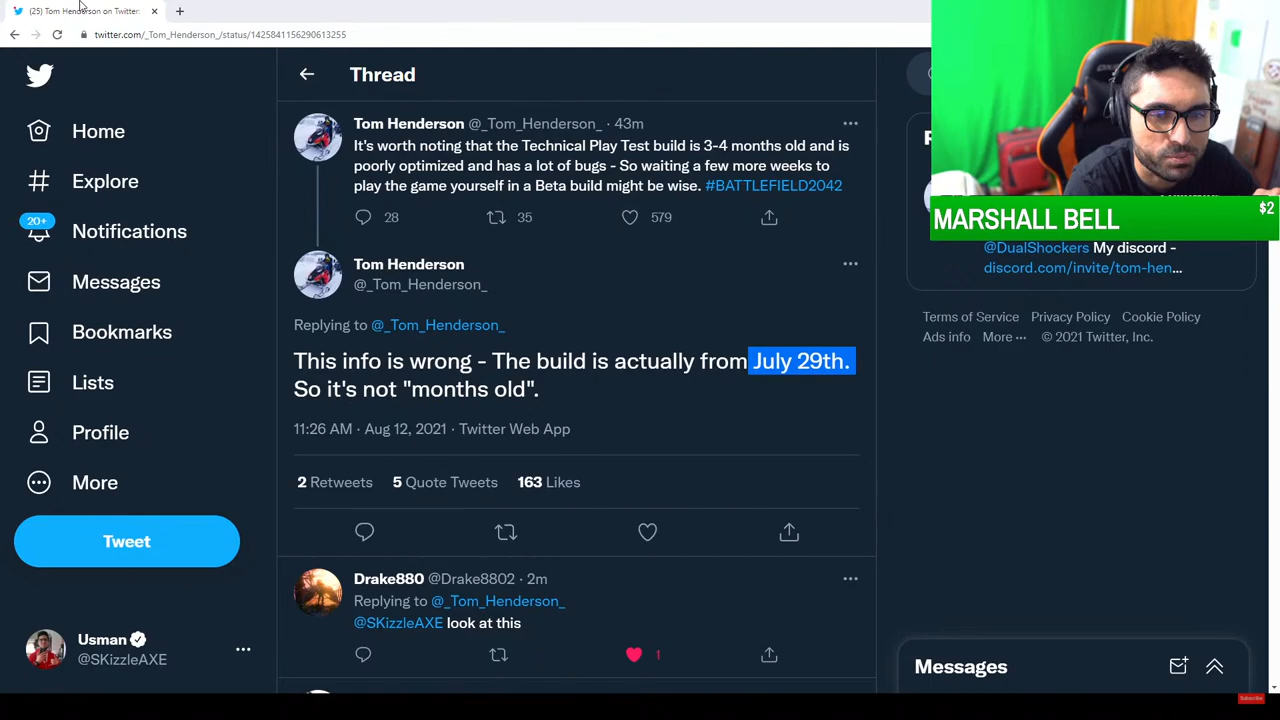 (25) Tom Henderson on Twitter:
twitter.com/_Tom_Henderson_/status/1425841156290613255
Home
Explore
20+
Notifications
Messages
Bookmarks
Lists
Profile
More
Tweet
Usman
@SKizzleAXE
Thread
Tom Henderson @_Tom_Henderson_ · 43m
It's worth noting that the Technical Play Test build is 3-4 months old and is
poorly optimized and has a lot of bugs - So waiting a few more weeks to
play the game yourself in a Beta build might be wise. #BATTLEFIELD2042
28 35 579
Tom Henderson
@_Tom_Henderson_
Replying to @_Tom_Henderson_
This info is wrong - The build is actually from July 29th.
So it's not "months old".
11:26 AM · Aug 12, 2021 · Twitter Web App
2 Retweets 5 Quote Tweets 163 Likes
Drake880 @Drake8802 · 2m
Replying to @_Tom_Henderson_
@SKizzleAXE look at this
1
MARSHALL BELL $2
@DualShockers My discord -
discord.com/invite/tom-hen...
Terms of Service Privacy Policy Cookie Policy
Ads info More ··· © 2021 Twitter, Inc.
Messages
Subscribe